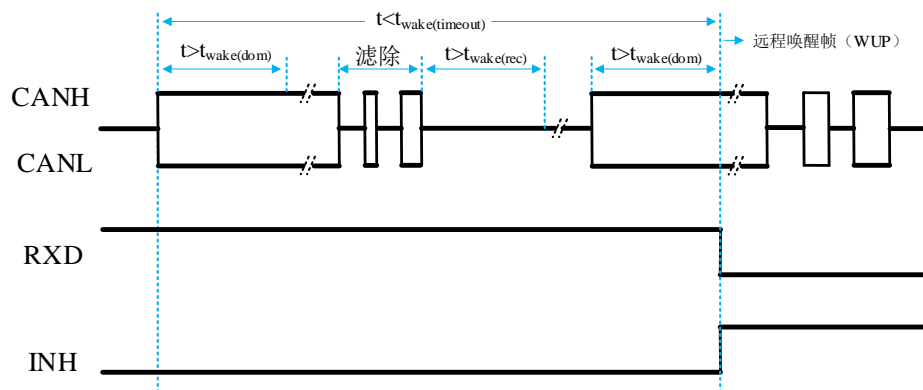 t<twake(timeout)
远程唤醒帧（WUP）
t>twake(dom)
滤除
t>twake(rec)
t>twake(dom)
CANH
CANL
RXD
INH